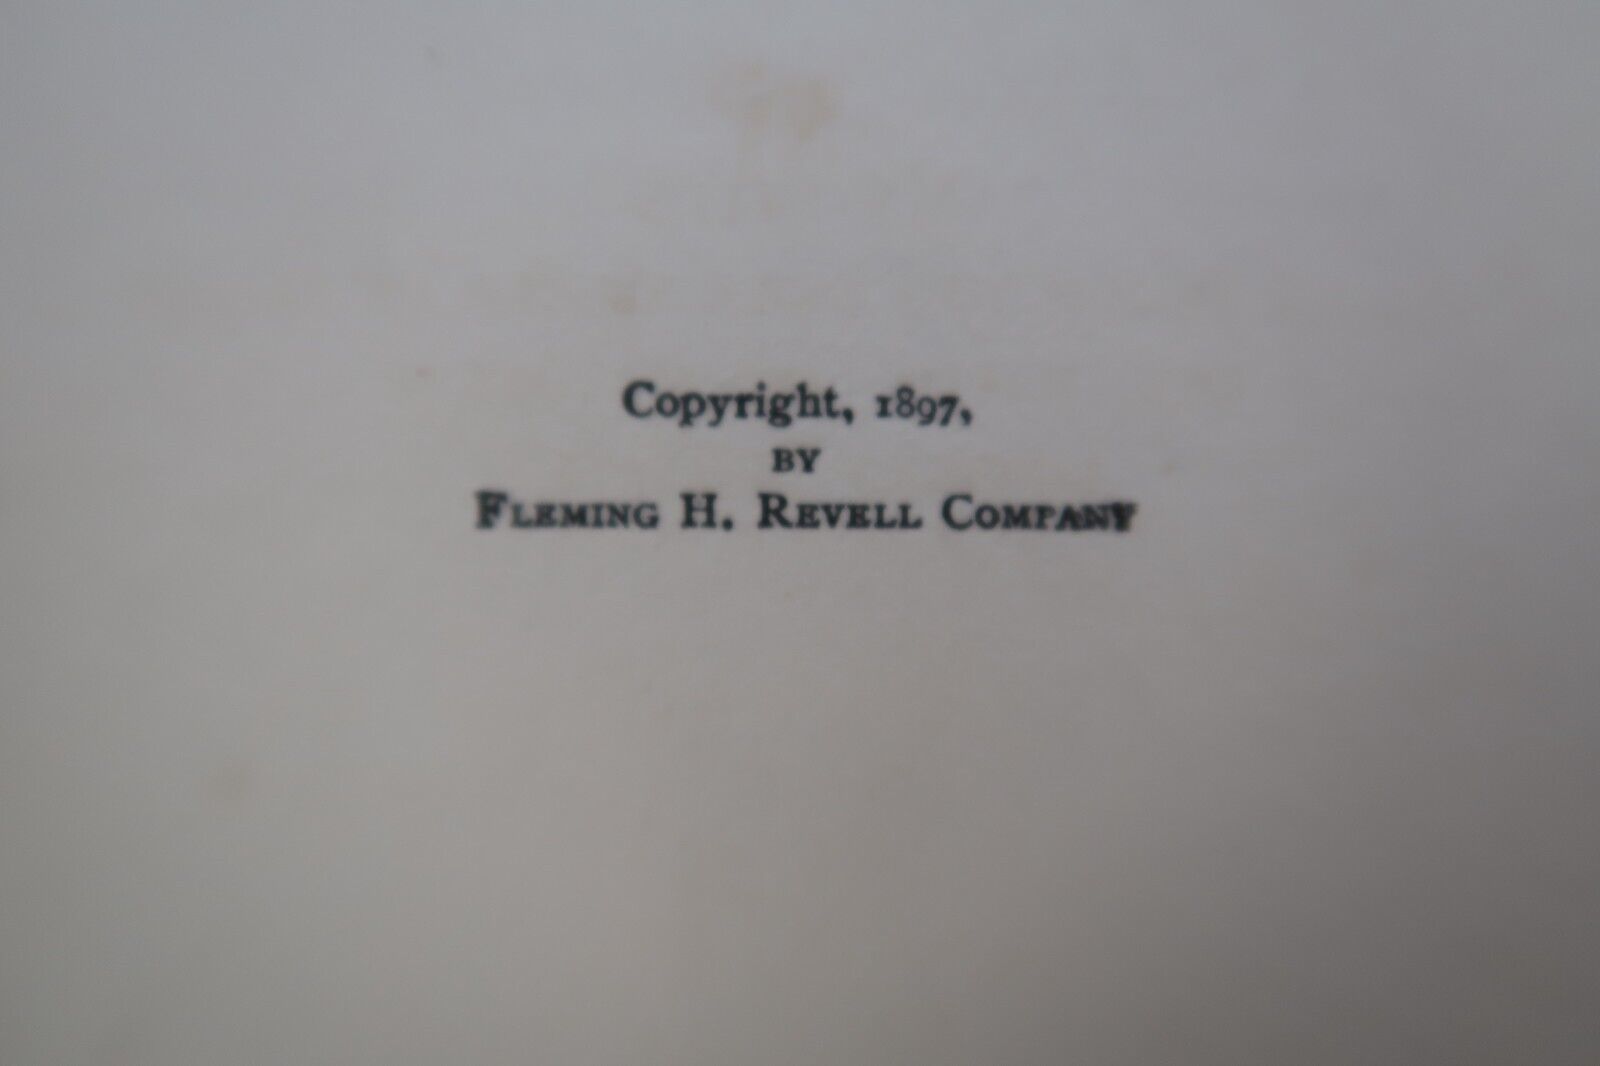 Copyright, 1897,
BY
FLEMING H. REVELL COMPANY